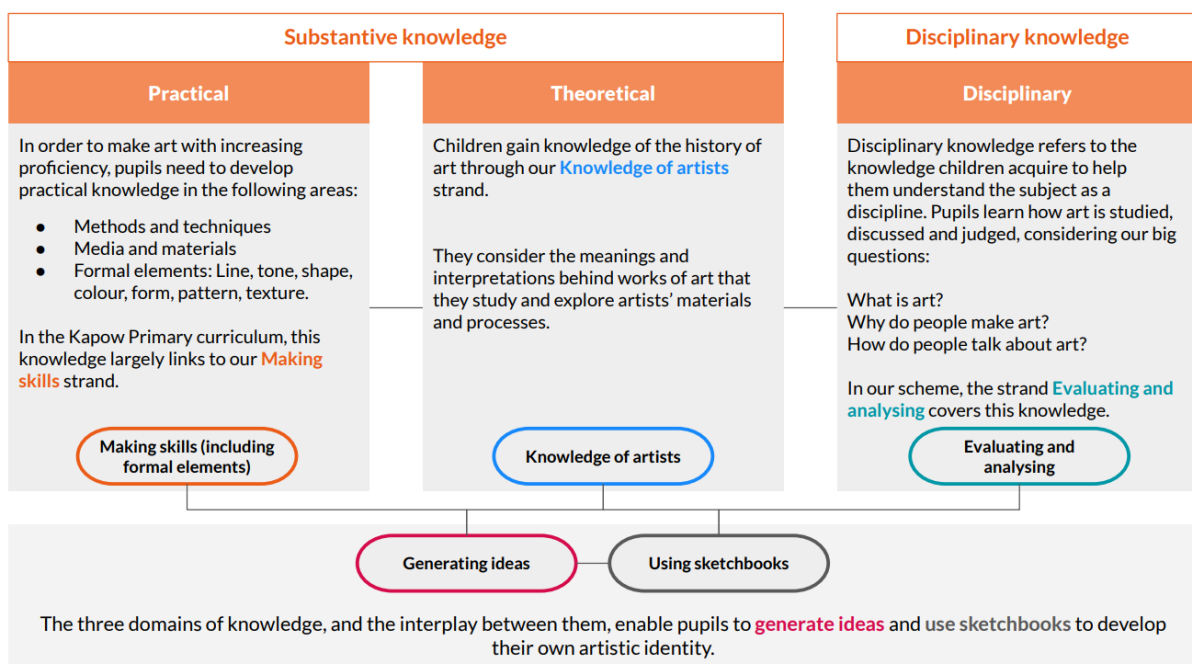 Substantive knowledge
Disciplinary knowledge
Practical
Theoretical
Disciplinary
In order to make art with increasing
proficiency, pupils need to develop
practical knowledge in the following areas:
● Methods and techniques
● Media and materials
● Formal elements: Line, tone, shape,
colour, form, pattern, texture.
In the Kapow Primary curriculum, this
knowledge largely links to our Making
skills strand.
Making skills (including
formal elements)
Children gain knowledge of the history of
art through our Knowledge of artists
strand.
They consider the meanings and
interpretations behind works of art that
they study and explore artists’ materials
and processes.
Knowledge of artists
Disciplinary knowledge refers to the
knowledge children acquire to help
them understand the subject as a
discipline. Pupils learn how art is studied,
discussed and judged, considering our big
questions:
What is art?
Why do people make art?
How do people talk about art?
In our scheme, the strand Evaluating and
analysing covers this knowledge.
Evaluating and
analysing
Generating ideas
Using sketchbooks
The three domains of knowledge, and the interplay between them, enable pupils to generate ideas and use sketchbooks to develop
their own artistic identity.